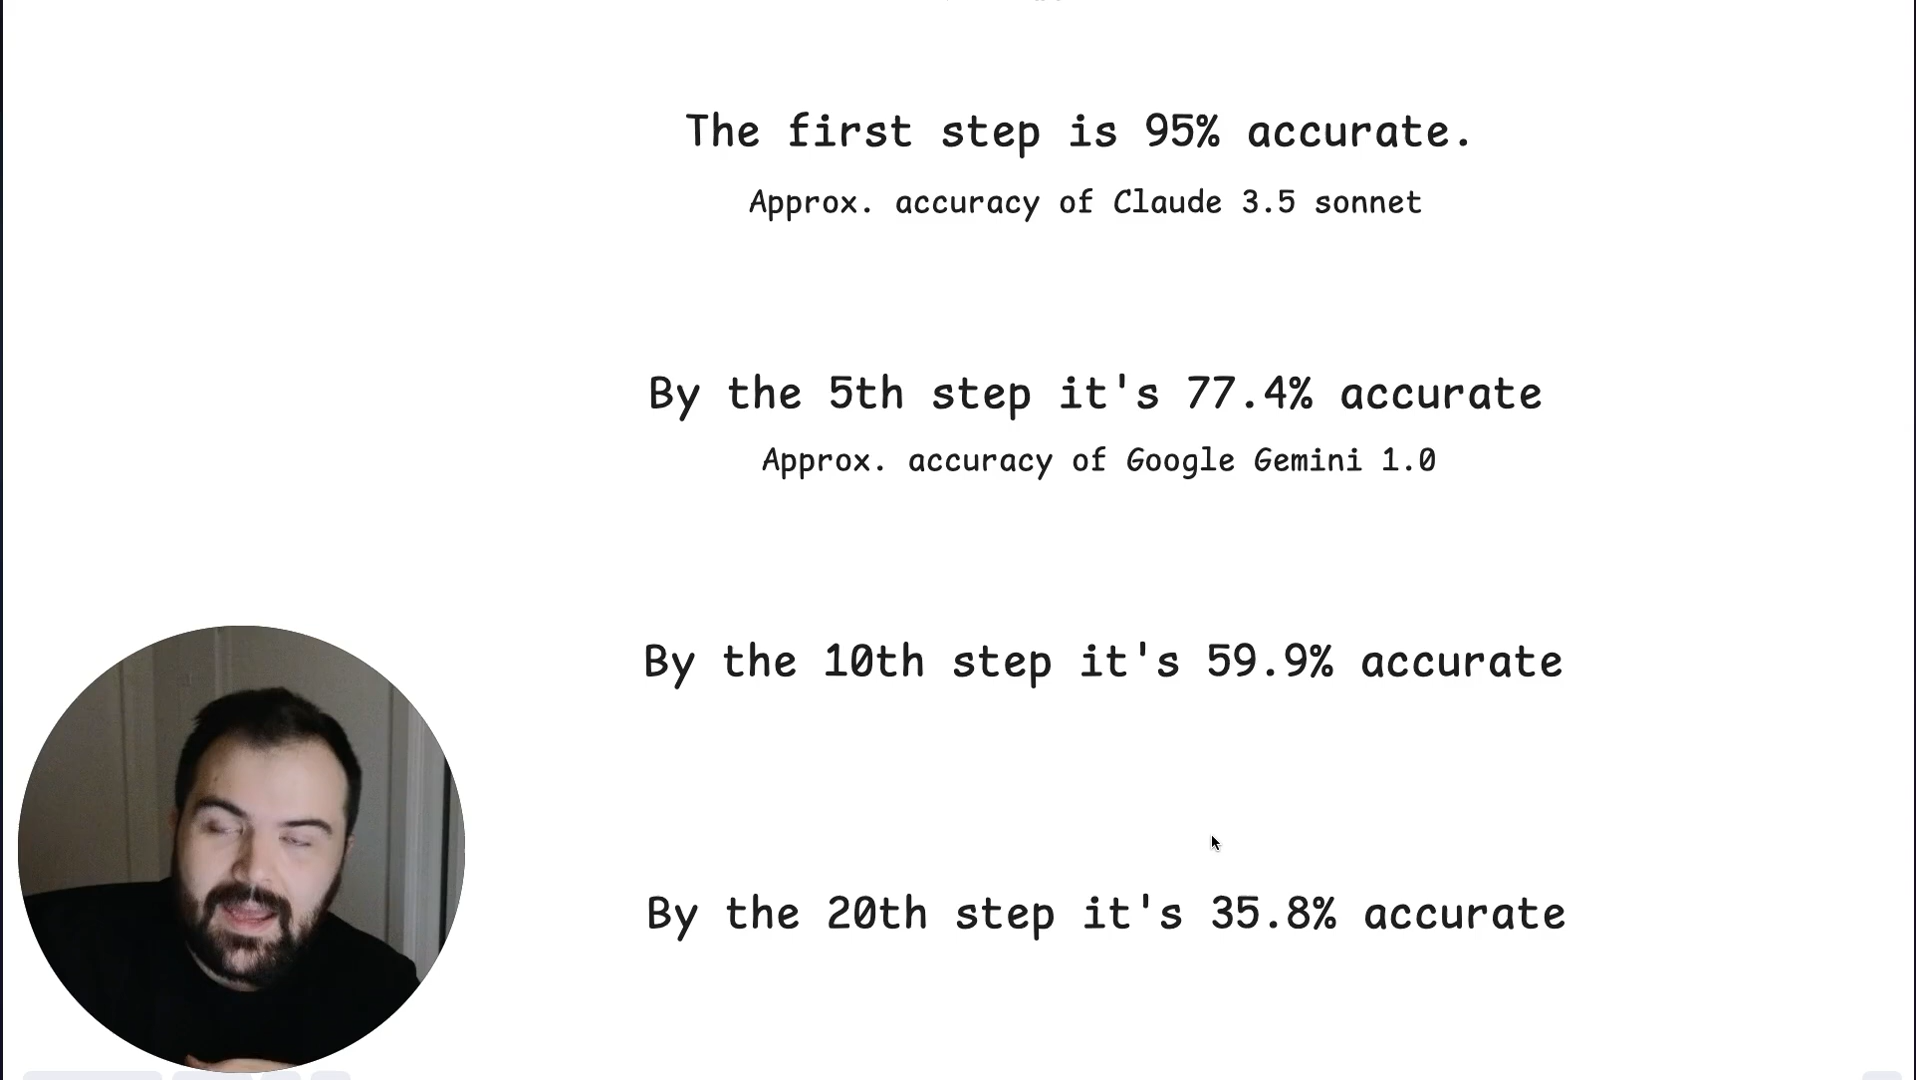 The first step is 95% accurate.
Approx. accuracy of Claude 3.5 sonnet
By the 5th step it's 77.4% accurate
Approx. accuracy of Google Gemini 1.0
By the 10th step it's 59.9% accurate
By the 20th step it's 35.8% accurate